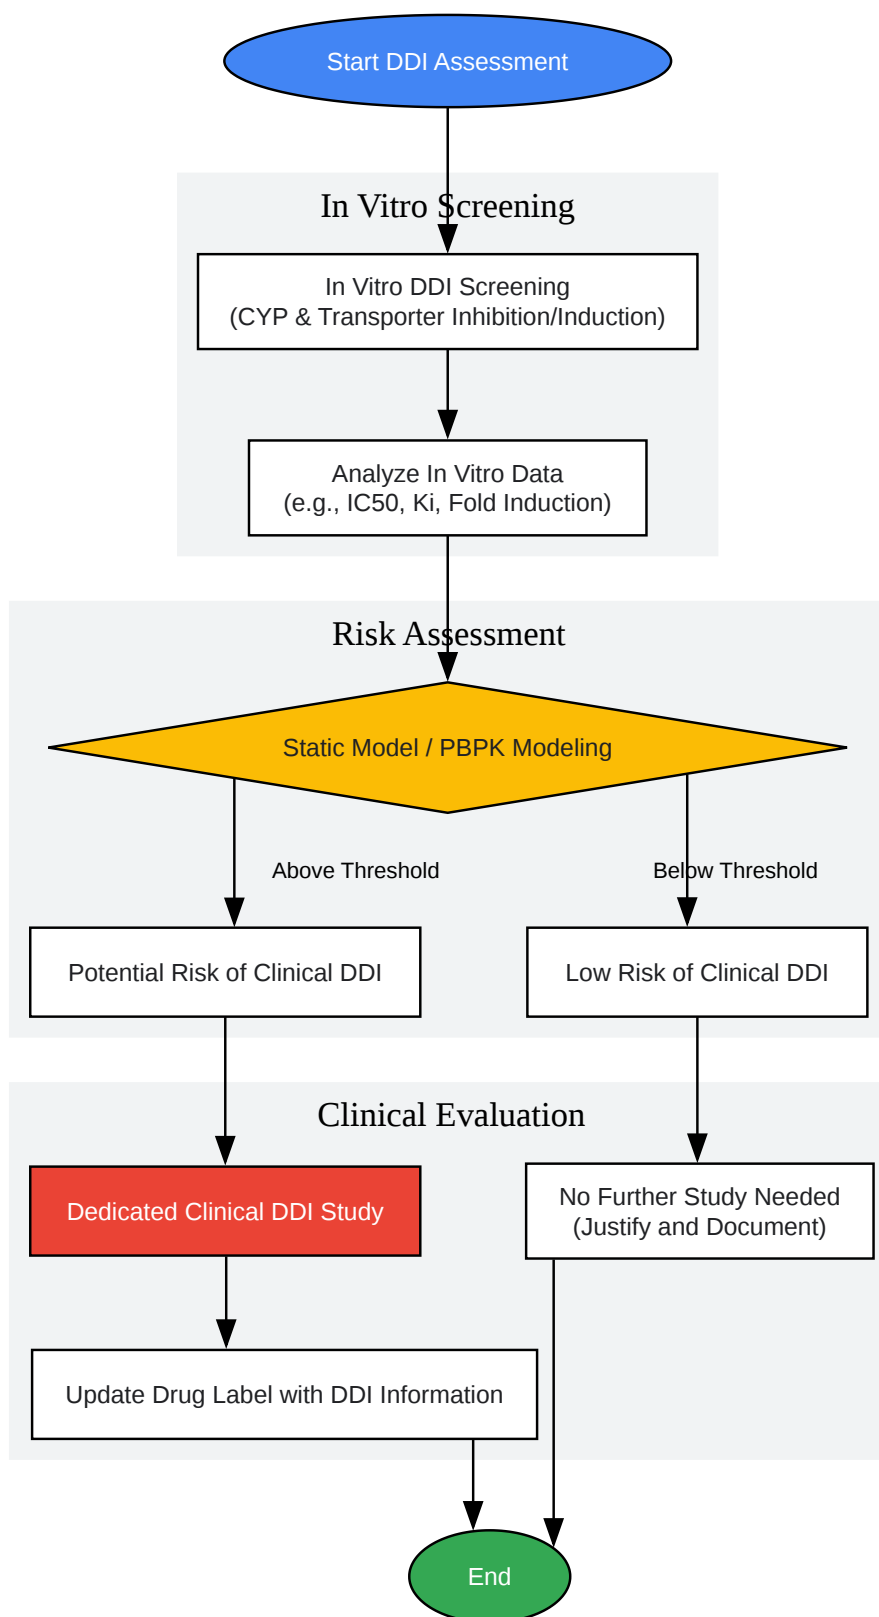 Start DDI Assessment
In Vitro Screening
In Vitro DDI Screening
(CYP & Transporter Inhibition/Induction)
Analyze In Vitro Data
(e.g., IC50, Ki, Fold Induction)
Risk Assessment
Static Model / PBPK Modeling
Above Threshold
Below Threshold
Potential Risk of Clinical DDI
Low Risk of Clinical DDI
Clinical Evaluation
Dedicated Clinical DDI Study
No Further Study Needed
(Justify and Document)
Update Drug Label with DDI Information
End